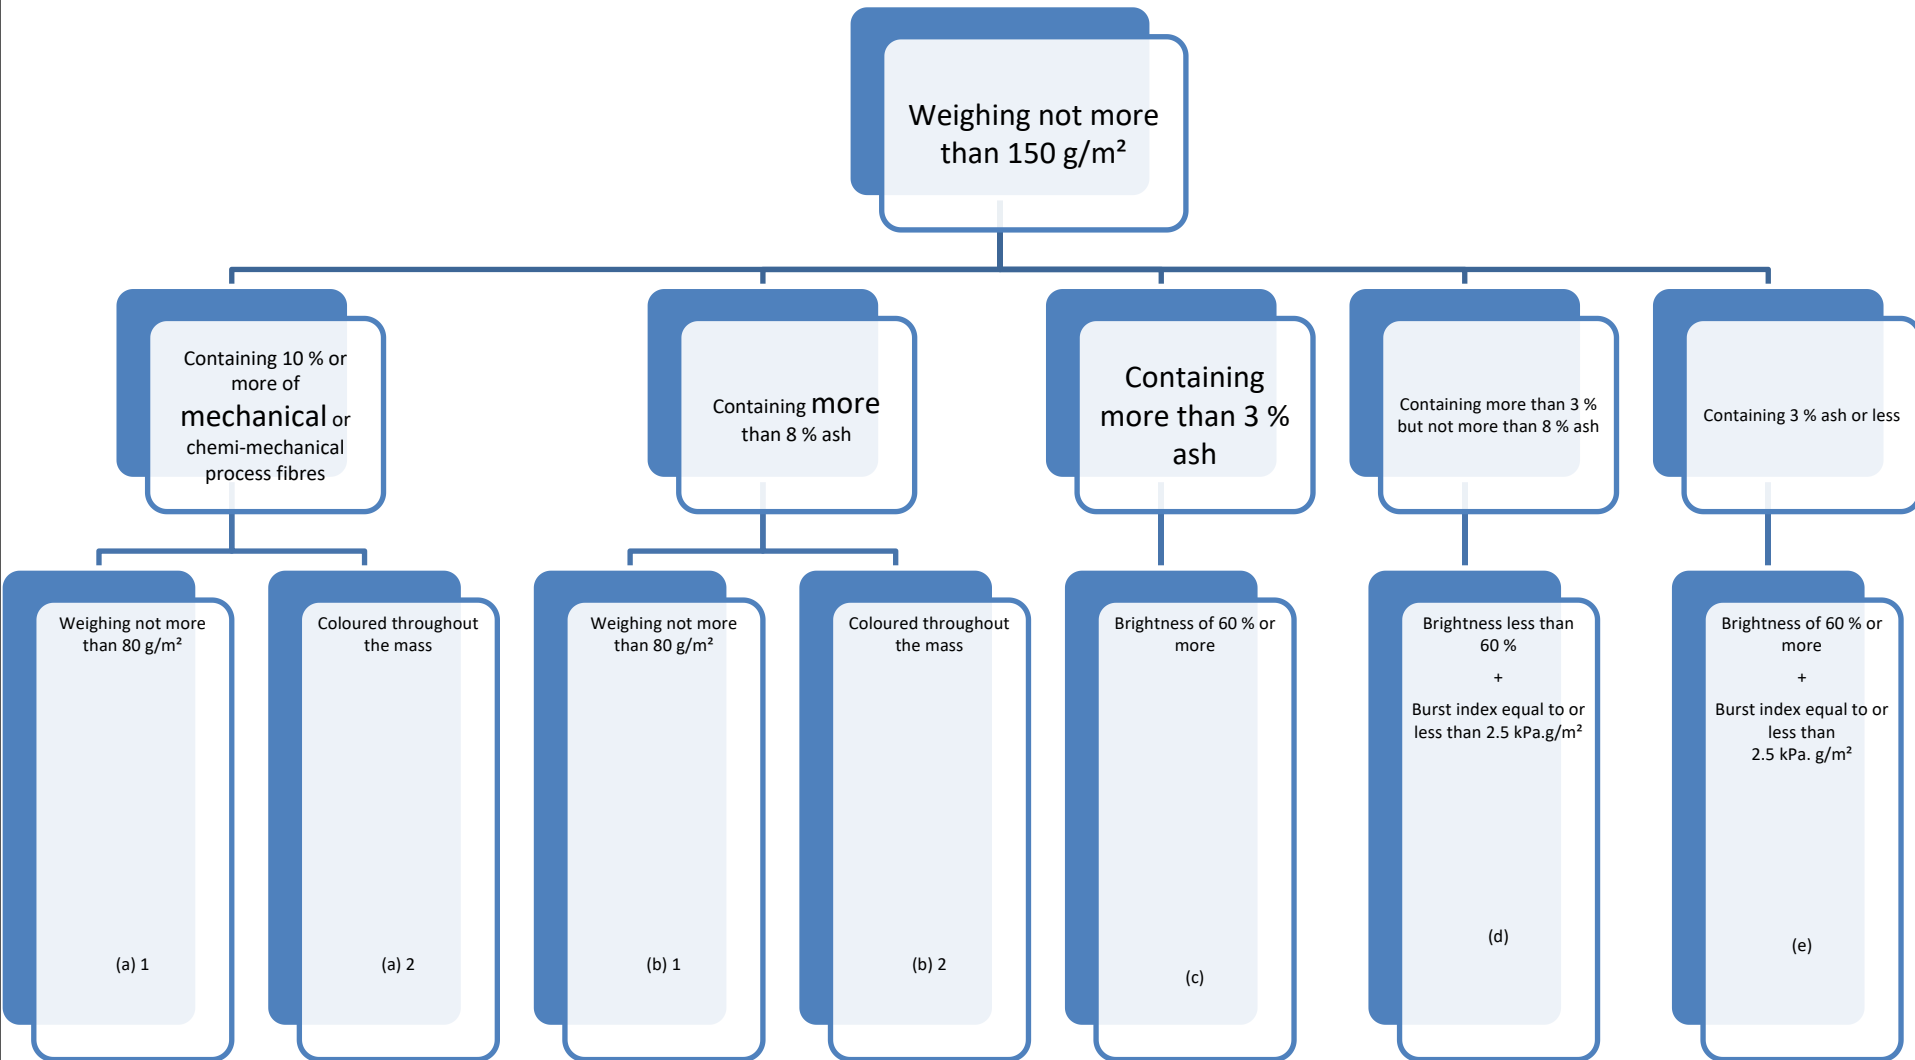 Weighing not more
than 150 g/m²
Containing 10 % or
more of
mechanical or
chemi-mechanical
process fibres
Containing more
than 8 % ash
Containing
more than 3 %
ash
Containing more than 3 %
but not more than 8 % ash
Containing 3 % ash or less
Weighing not more
than 80 g/m²
(a) 1
Coloured throughout
the mass
(a) 2
Weighing not more
than 80 g/m²
(b) 1
Coloured throughout
the mass
(b) 2
Brightness of 60 % or
more
(c)
Brightness less than
60 %
+
Burst index equal to or
less than 2.5 kPa.g/m²
(d)
Brightness of 60 % or
more
+
Burst index equal to or
less than
2.5 kPa. g/m²
(e)